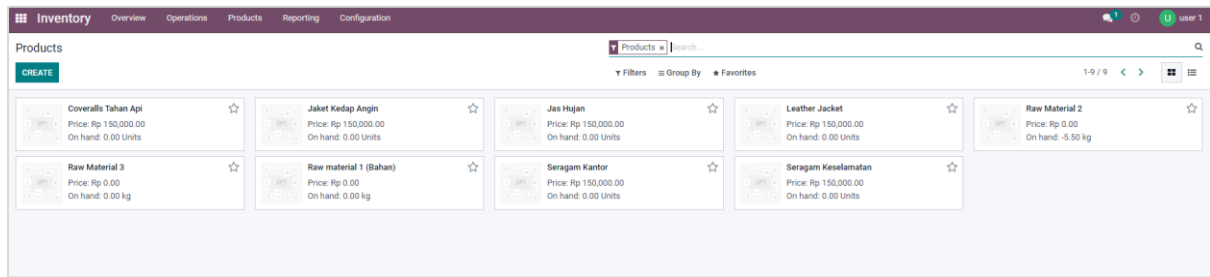 Inventory Overview Operations Products Reporting Configuration 1 U user 1
Products Products × Search...
CREATE Filters Group By Favorites 1-9 / 9
Coveralls Tahan Api
Price: Rp 150,000.00
On hand: 0.00 Units
Jaket Kedap Angin
Price: Rp 150,000.00
On hand: 0.00 Units
Jas Hujan
Price: Rp 150,000.00
On hand: 0.00 Units
Leather Jacket
Price: Rp 150,000.00
On hand: 0.00 Units
Raw Material 2
Price: Rp 0.00
On hand: -5.50 kg
Raw Material 3
Price: Rp 0.00
On hand: 0.00 kg
Raw material 1 (Bahan)
Price: Rp 0.00
On hand: 0.00 kg
Seragam Kantor
Price: Rp 150,000.00
On hand: 0.00 Units
Seragam Keselamatan
Price: Rp 150,000.00
On hand: 0.00 Units